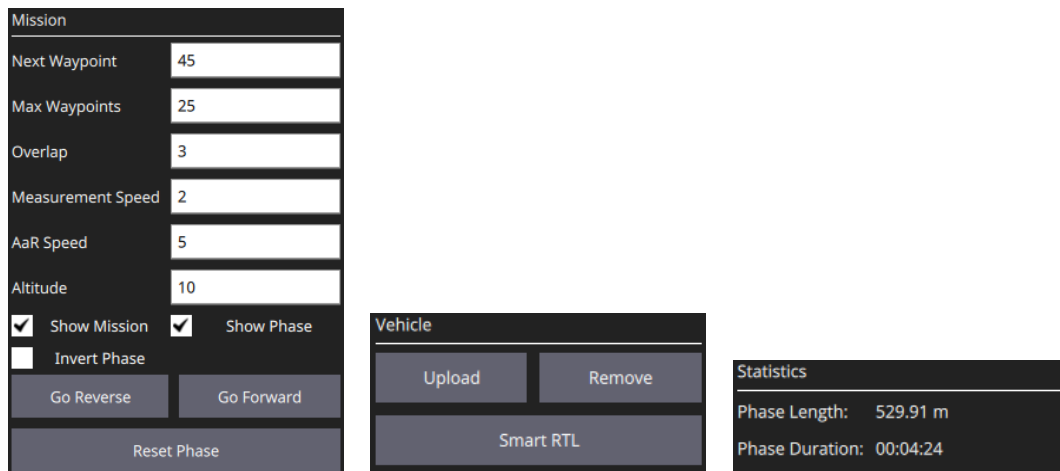 Mission
Next Waypoint 45
Max Waypoints 25
Overlap 3
Measurement Speed 2
AaR Speed 5
Altitude 10
Show Mission Show Phase
Invert Phase
Go Reverse Go Forward
Reset Phase
Vehicle
Upload Remove
Smart RTL
Statistics
Phase Length: 529.91 m
Phase Duration: 00:04:24